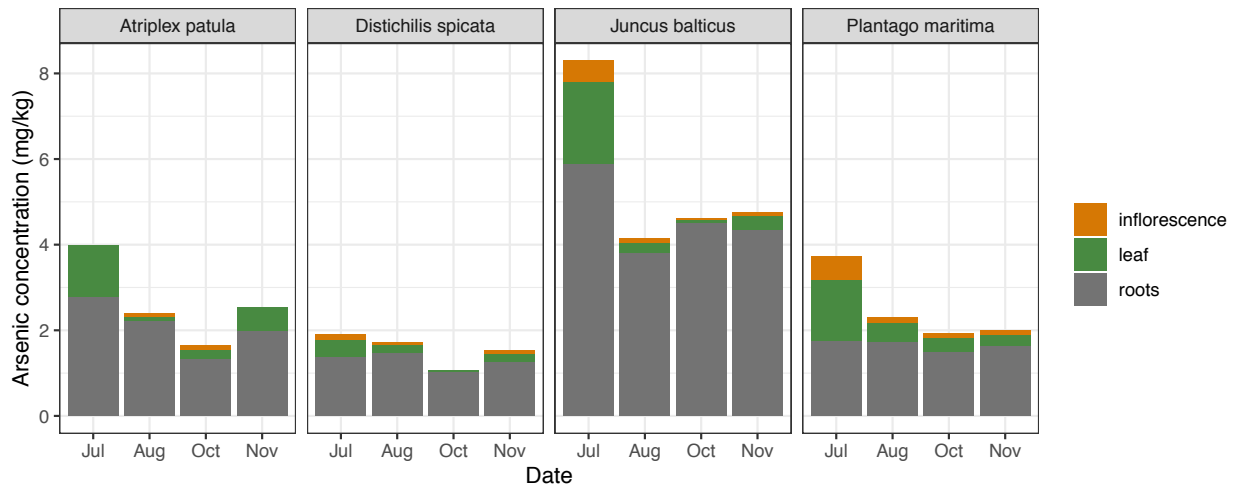 Atriplex patula Distichilis spicata Juncus balticus Plantago maritima
Arsenic concentration (mg/kg)
8
6
4
2
0
Jul Aug Oct Nov Jul Aug Oct Nov Jul Aug Oct Nov Jul Aug Oct Nov
Date
inflorescence
leaf
roots